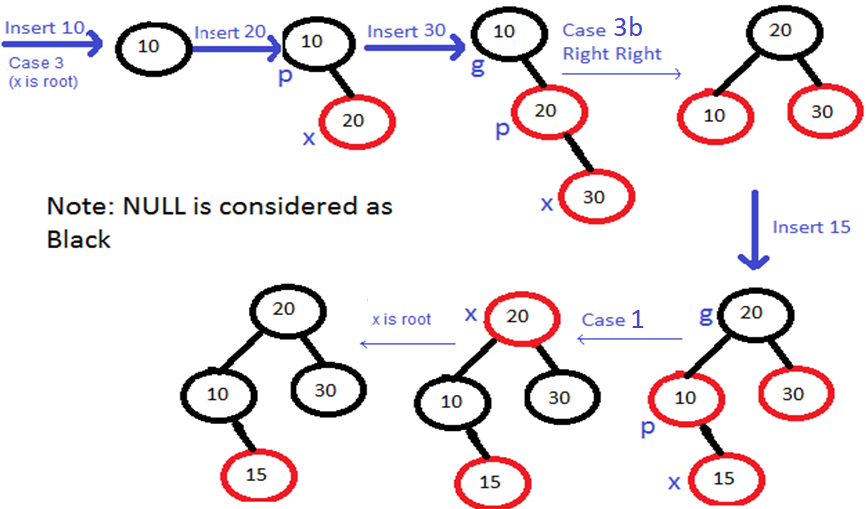 Insert 10
Case 3
(x is root)
10
Insert 20
10
p
x
20
Insert 30
10
g
20
p
x
30
Case 3b
Right Right
20
10
30
Note: NULL is considered as
Black
Insert 15
20
10
30
15
x is root
x
20
10
30
15
Case 1
g
20
10
30
p
x
15